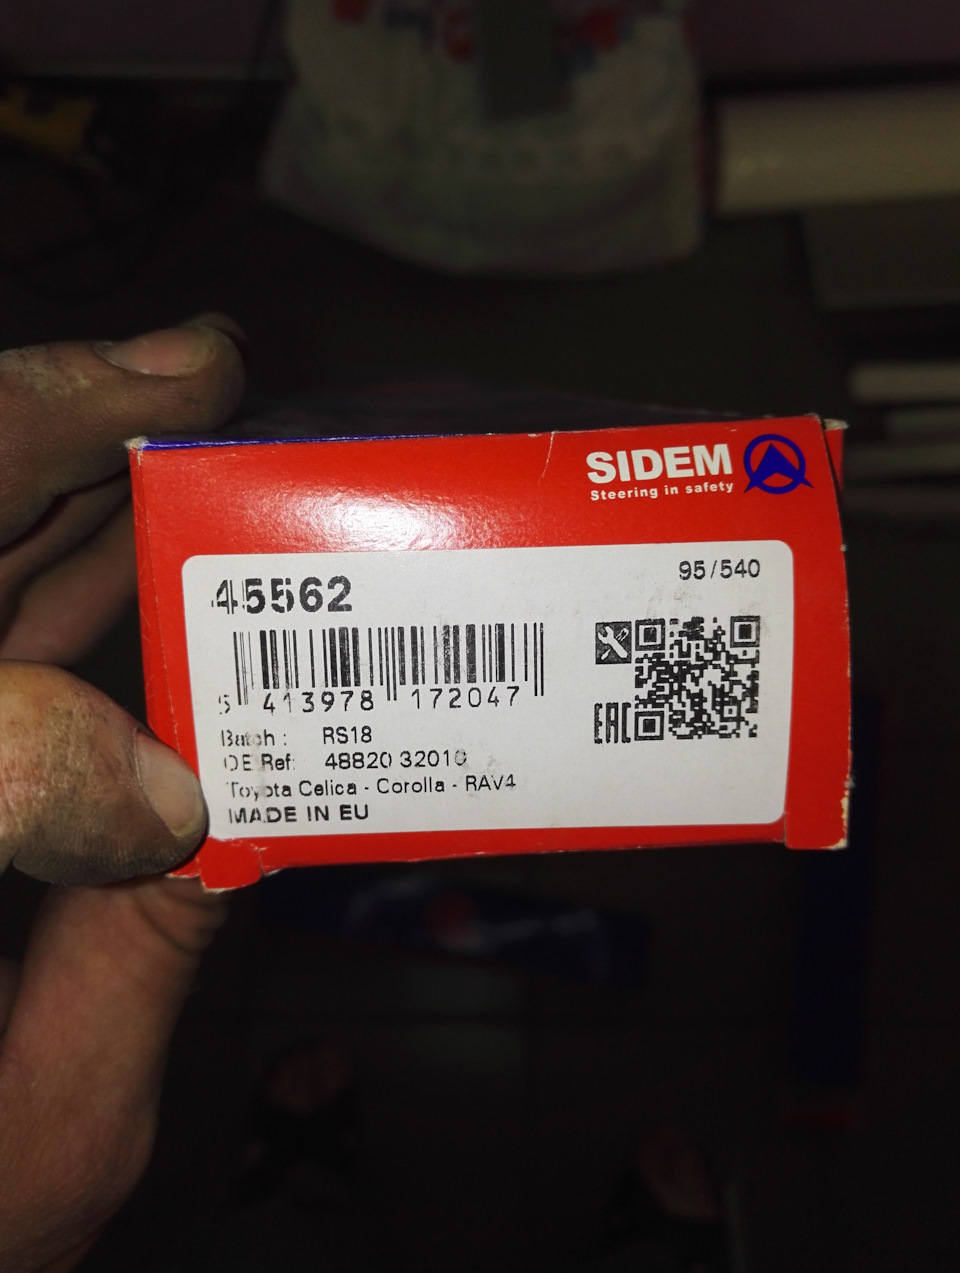 SIDEM
Steering in safety
45562
95/540
5 413978 172047
EAC
Batch : RS18
OE Ref: 48820 32010
Toyota Celica - Corolla - RAV4
MADE IN EU